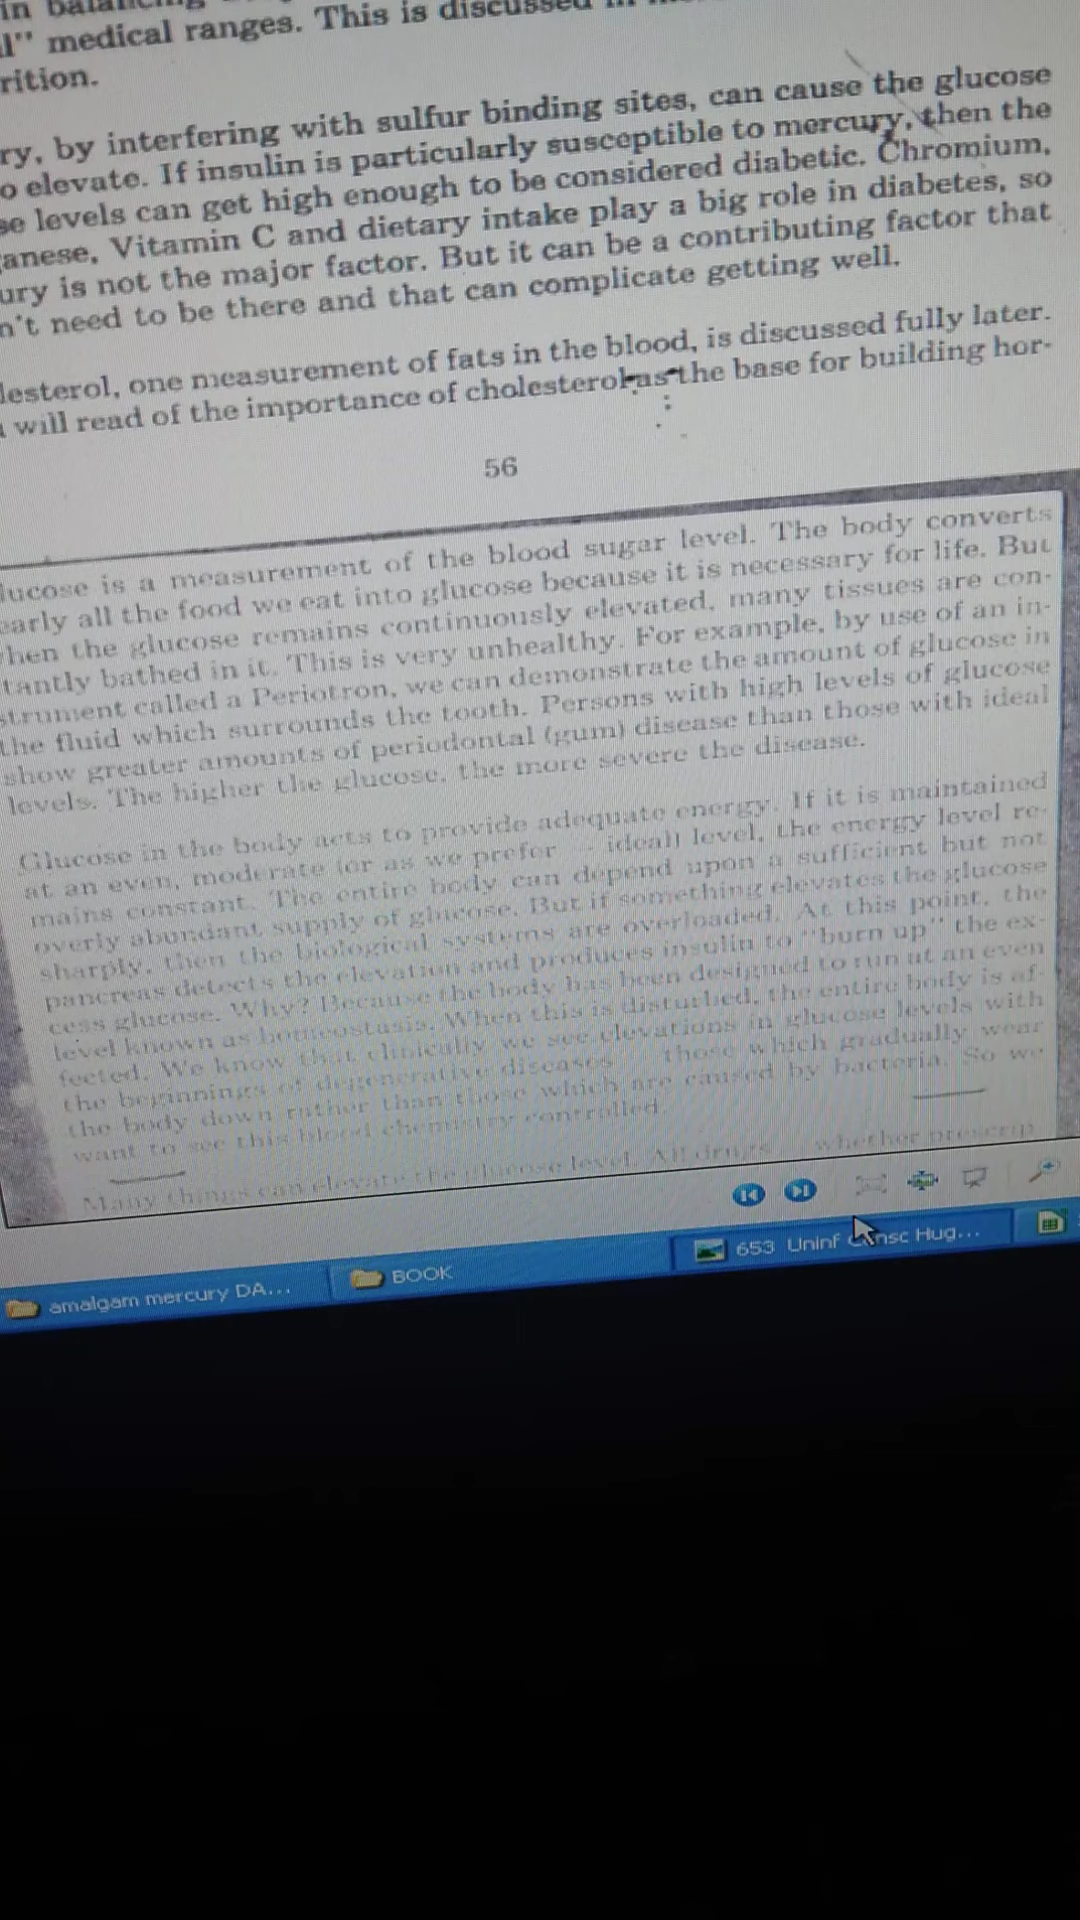 in balancing
l" medical ranges. This is discussed in
rition.
ry, by interfering with sulfur binding sites, can cause the glucose
o elevate. If insulin is particularly susceptible to mercury, then the
se levels can get high enough to be considered diabetic. Chromium,
anese, Vitamin C and dietary intake play a big role in diabetes, so
ury is not the major factor. But it can be a contributing factor that
n't need to be there and that can complicate getting well.
lesterol, one measurement of fats in the blood, is discussed fully later.
will read of the importance of cholesterol as the base for building hor-
56
lucose is a measurement of the blood sugar level. The body converts
early all the food we eat into glucose because it is necessary for life. But
hen the glucose remains continuously elevated, many tissues are con-
tantly bathed in it. This is very unhealthy. For example, by use of an in-
strument called a Periotron, we can demonstrate the amount of glucose in
the fluid which surrounds the tooth. Persons with high levels of glucose
show greater amounts of periodontal (gum) disease than those with ideal
levels. The higher the glucose, the more severe the disease.
Glucose in the body acts to provide adequate energy. If it is maintained
at an even, moderate (or as we prefer -- ideal) level, the energy level re-
mains constant. The entire body can depend upon a sufficient but not
overly abundant supply of glucose. But if something elevates the glucose
sharply, then the biological systems are overloaded. At this point, the
pancreas detects the elevation and produces insulin to "burn up" the ex-
cess glucose. Why? Because the body has been designed to run at an even
level known as homeostasis. When this is disturbed, the entire body is af-
fected. We know that clinically we see elevations in glucose levels with
the beginnings of degenerative diseases those which gradually wear
the body down rather than those which are caused by bacteria. So we
want to see this blood chemistry controlled.
Many things can elevate the glucose level. All drugs whether prescrip
amalgam mercury DA...
BOOK
653 Uninf Consc Hug...